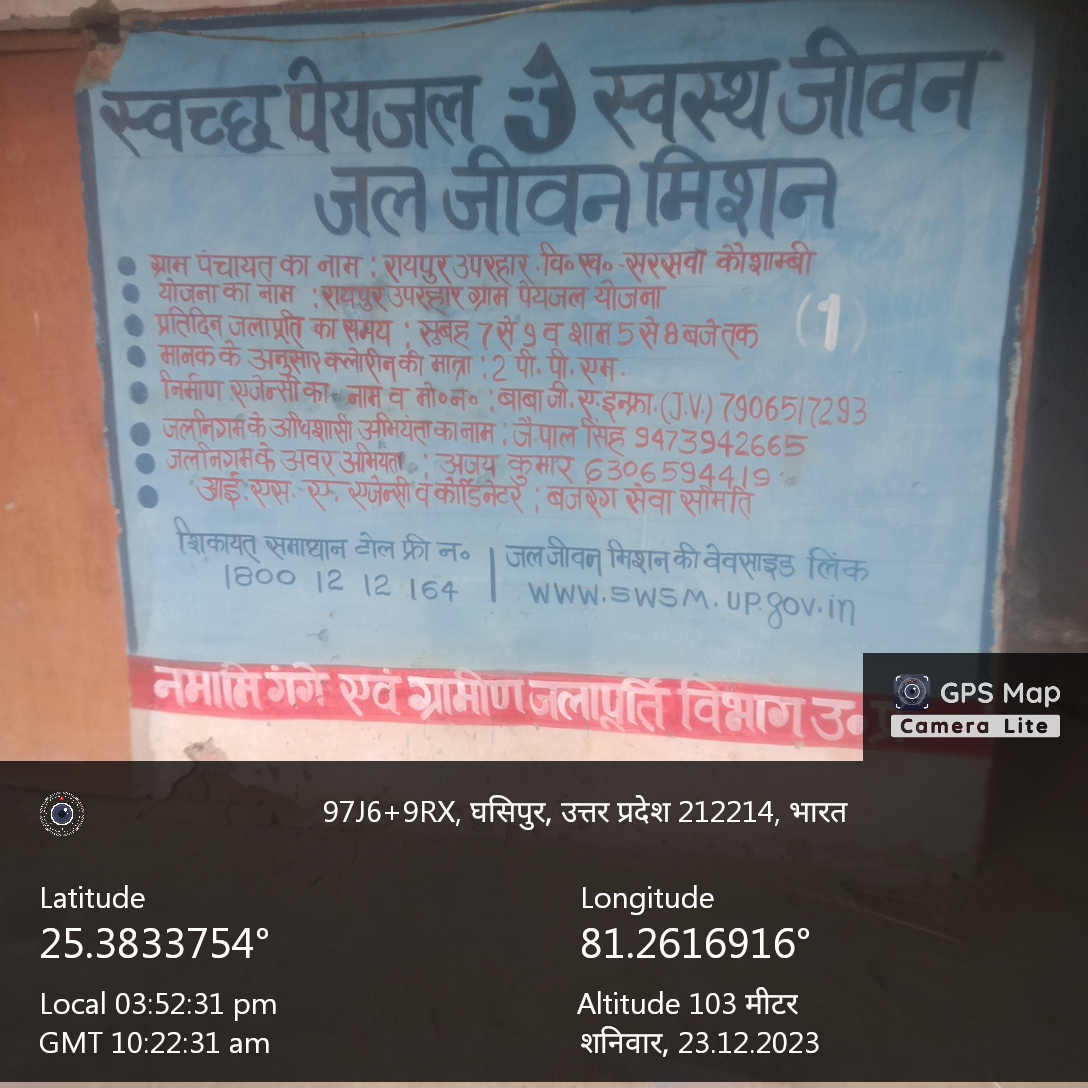 स्वच्छ पेयजल से स्वस्थ जीवन
जल जीवन मिशन
ग्राम पंचायत का नाम : रायपुर उपरहार वि० ख० - सरसवां कौशाम्बी
योजना का नाम : रायपुर उपरहार ग्राम पेयजल योजना
(1)
प्रतिदिन जलापूर्ति का समय : सुबह 7 से 9 व शाम 5 से 8 बजे तक
मानक के अनुसार क्लोरीन की मात्रा : 2 पी. पी. एम.
निर्माण एजेन्सी का नाम व मो० न० : बाबा जी. ए. इन्फ्रा. (J.V.) 7906517293
जलनिगम के अधिशासी अभियंता का नाम : जै पाल सिंह 9473942665
जलनिगम के अवर अभियंता : अजय कुमार 6306594419
आई. एस. ए. एजेन्सी व कोर्डिनेटर : बजरंग सेवा समिति
शिकायत समाधान टोल फ्री न०
1800 12 12 164
जल जीवन मिशन की वेवसाइड लिंक
WWW.SWSM.UP.gov.in
नमामि गंगे एवं ग्रामीण जलापूर्ति विभाग उ० प्र०
GPS Map
Camera Lite
97J6+9RX, घसिपुर, उत्तर प्रदेश 212214, भारत
Latitude
25.3833754°
Longitude
81.2616916°
Local 03:52:31 pm
GMT 10:22:31 am
Altitude 103 मीटर
शनिवार, 23.12.2023